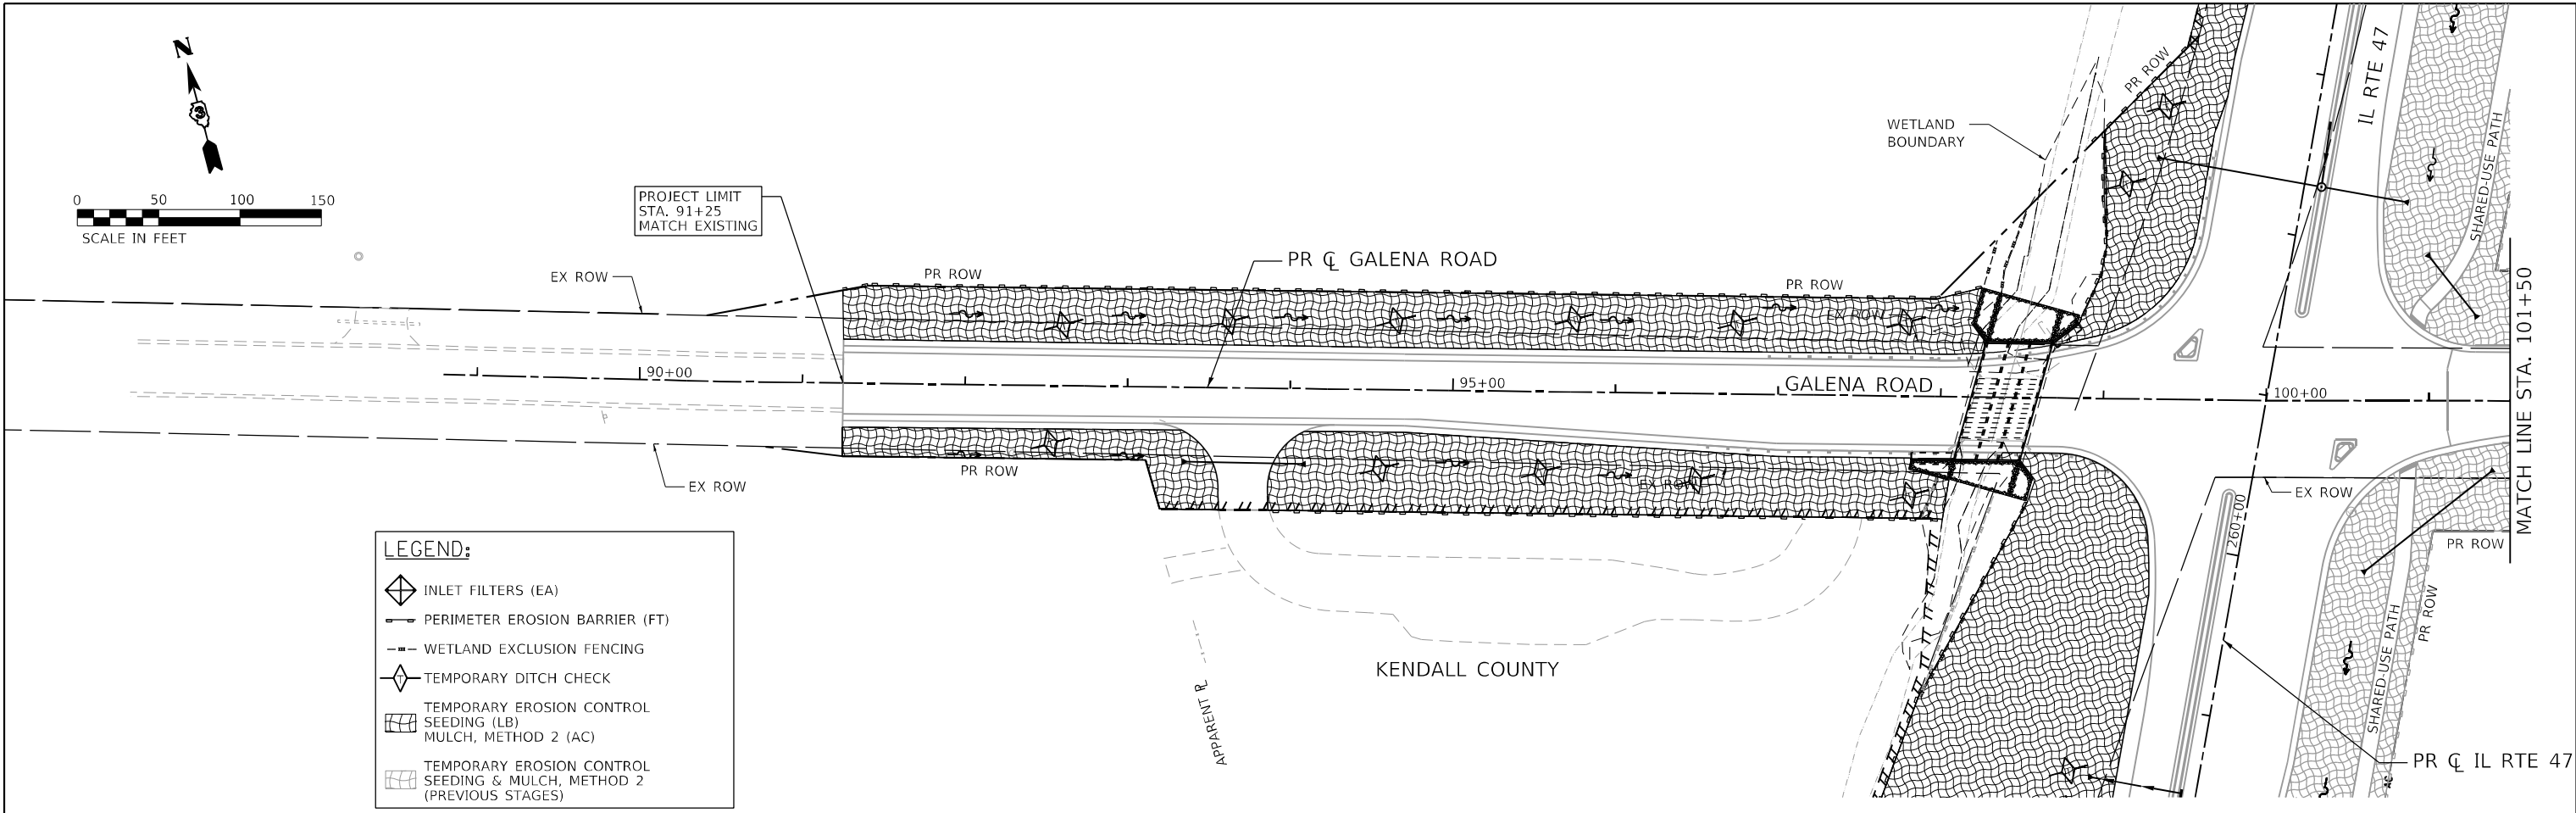 N
3
0 50 100 150
SCALE IN FEET
PROJECT LIMIT
STA. 91+25
MATCH EXISTING
EX ROW
PR ROW
PR ℄ GALENA ROAD
PR ROW
EX ROW
WETLAND
BOUNDARY
PR ROW
IL RTE 47
SHARED-USE PATH
MATCH LINE STA. 101+50
90+00
95+00
GALENA ROAD
100+00
EX ROW
PR ROW
EX ROW
EX ROW
260+00
PR ROW
PR ROW
SHARED-USE PATH
KENDALL COUNTY
APPARENT ⅊
PR ℄ IL RTE 47
AC
LEGEND:
INLET FILTERS (EA)
PERIMETER EROSION BARRIER (FT)
WETLAND EXCLUSION FENCING
T TEMPORARY DITCH CHECK
TEMPORARY EROSION CONTROL
SEEDING (LB)
MULCH, METHOD 2 (AC)
TEMPORARY EROSION CONTROL
SEEDING & MULCH, METHOD 2
(PREVIOUS STAGES)